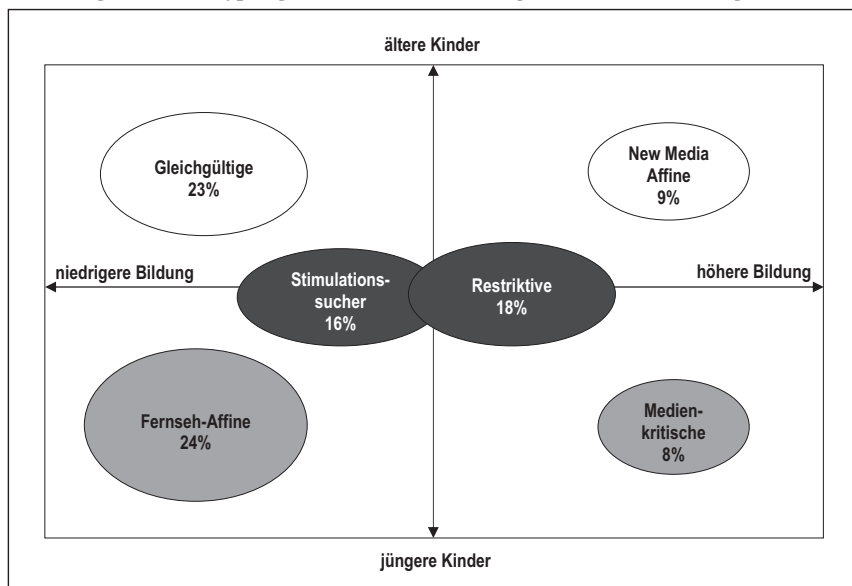 ältere Kinder
Gleichgültige
23%
New Media
Affine
9%
niedrigere Bildung
Stimulations-
sucher
16%
Restriktive
18%
höhere Bildung
Fernseh-Affine
24%
Medien-
kritische
8%
jüngere Kinder